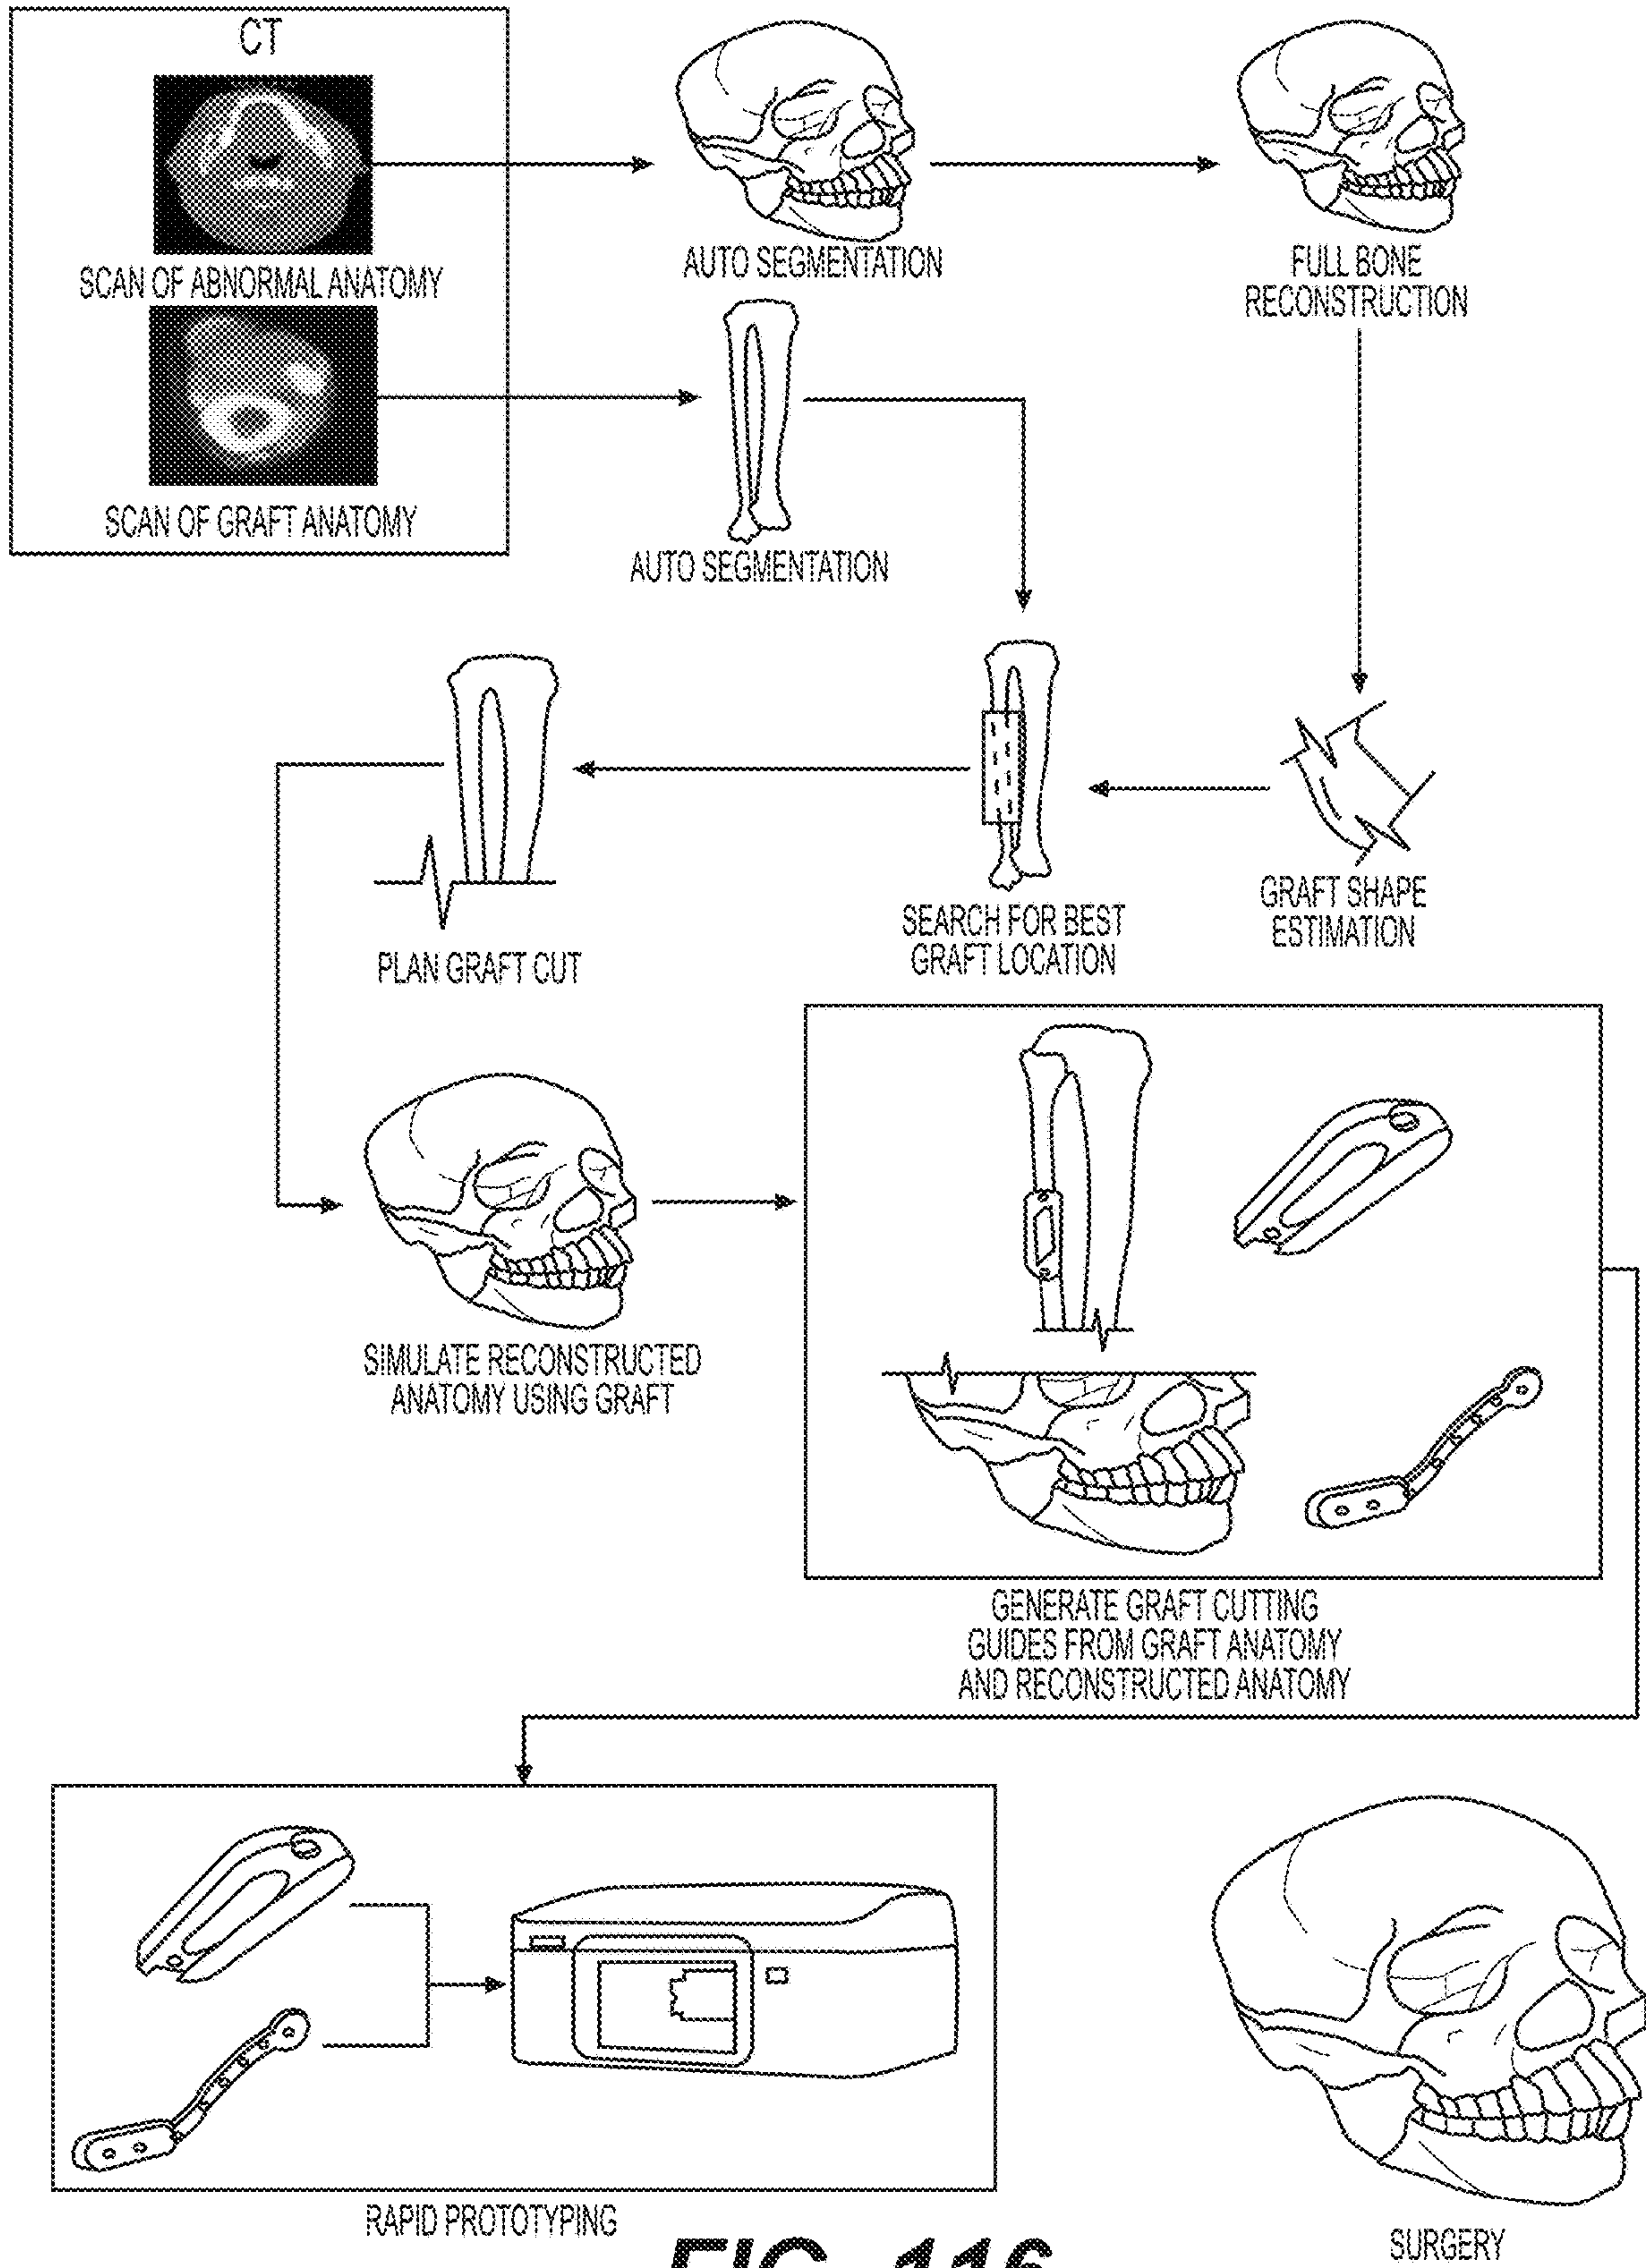 CT
SCAN OF ABNORMAL ANATOMY
SCAN OF GRAFT ANATOMY
AUTO SEGMENTATION
FULL BONE
RECONSTRUCTION
AUTO SEGMENTATION
PLAN GRAFT CUT
SEARCH FOR BEST
GRAFT LOCATION
GRAFT SHAPE
ESTIMATION
SIMULATE RECONSTRUCTED
ANATOMY USING GRAFT
GENERATE GRAFT CUTTING
GUIDES FROM GRAFT ANATOMY
AND RECONSTRUCTED ANATOMY
RAPID PROTOTYPING
SURGERY
FIG. 116